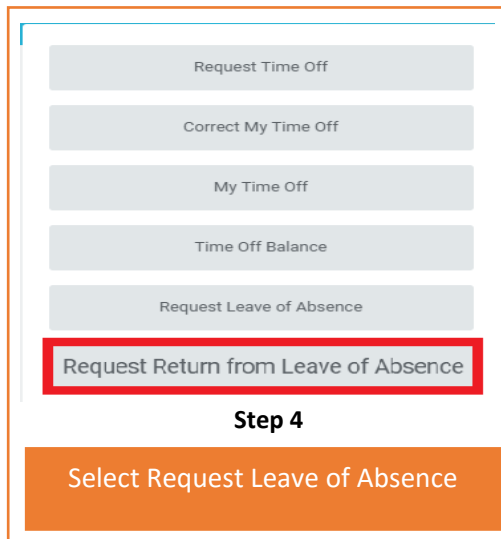 Request Time Off
Correct My Time Off
My Time Off
Time Off Balance
Request Leave of Absence
Request Return from Leave of Absence
Step 4
Select Request Leave of Absence